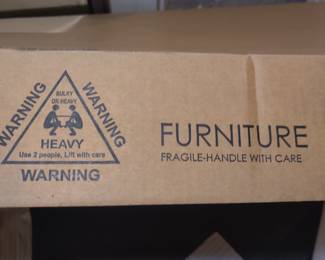 WARNING
WARNING
BULKY
OR HEAVY
HEAVY
Use 2 people, Lift with care
WARNING
FURNITURE
FRAGILE-HANDLE WITH CARE